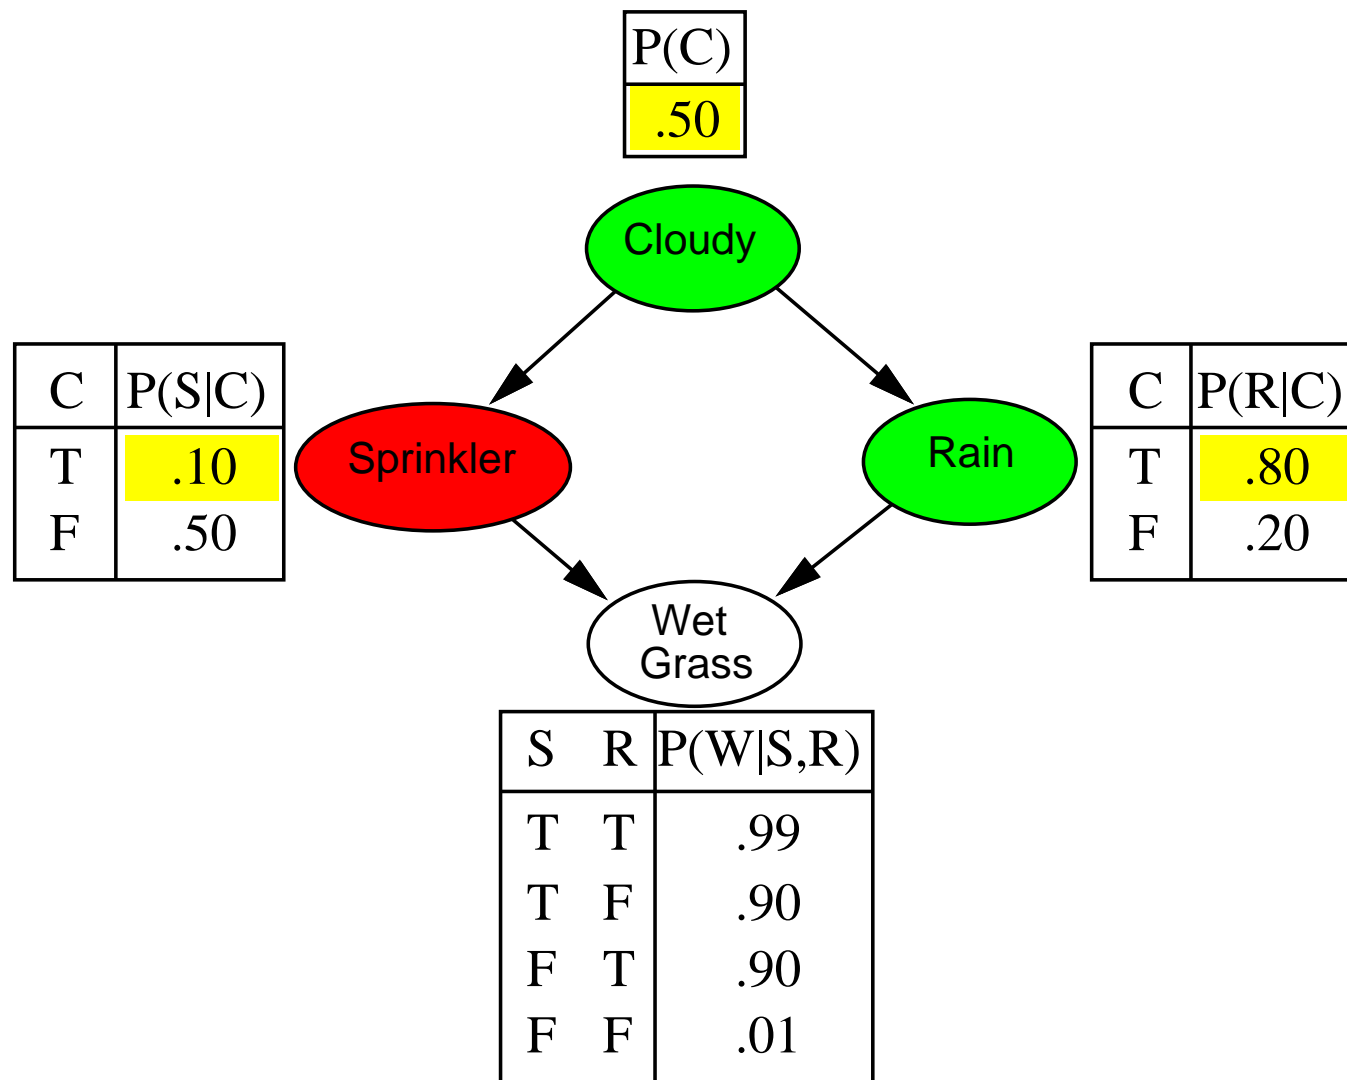 P(C)
.50
Cloudy
C P(S|C)
T .10
F .50
Sprinkler
Rain
C P(R|C)
T .80
F .20
Wet
Grass
S R P(W|S,R)
T T .99
T F .90
F T .90
F F .01